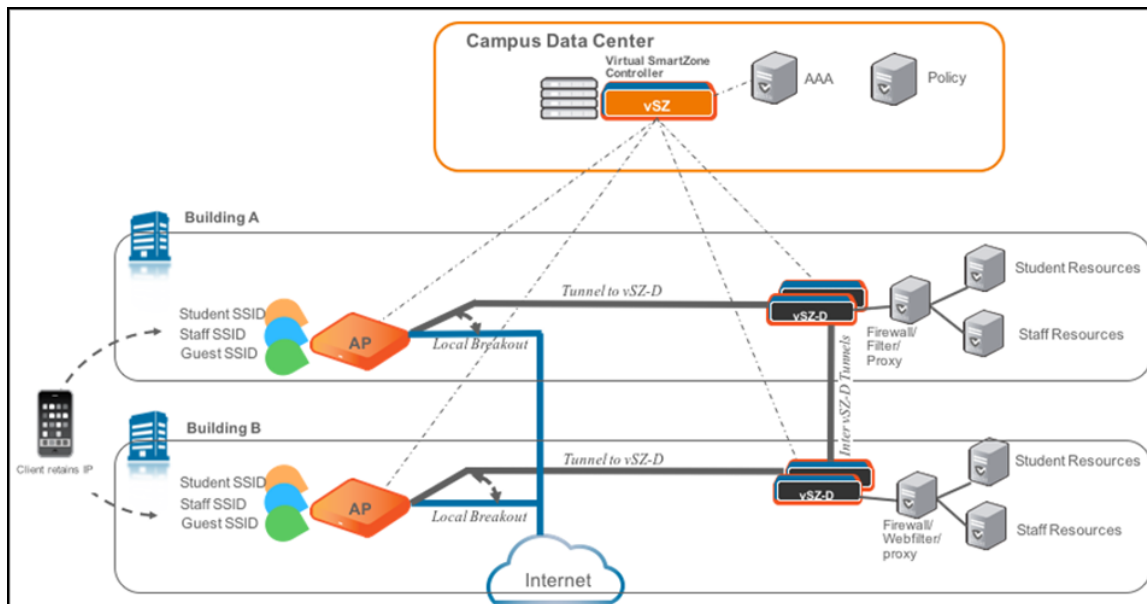 Campus Data Center
Virtual SmartZone
Controller
vSZ
AAA
Policy
Building A
Student SSID
Staff SSID
Guest SSID
AP
Tunnel to vSZ-D
Local Breakout
vSZ-D
Firewall/
Filter/
Proxy
Student Resources
Staff Resources
Inter vSZ-D Tunnels
Client retains IP
Building B
Student SSID
Staff SSID
Guest SSID
AP
Tunnel to vSZ-D
Local Breakout
vSZ-D
Firewall/
Webfilter/
proxy
Student Resources
Staff Resources
Internet